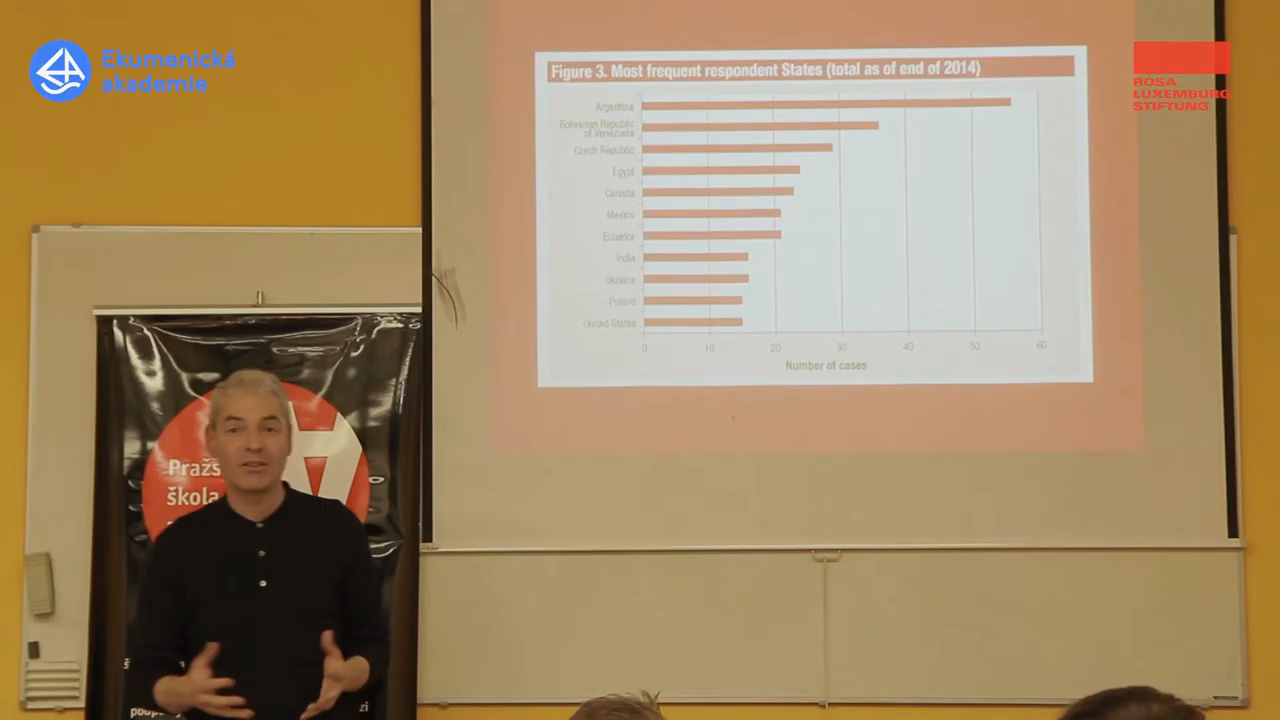 Ekumenická
akademie
ROSA
LUXEMBURG
STIFTUNG
Figure 3. Most frequent respondent States (total as of end of 2014)
Argentina
Bolivarian Republic
of Venezuela
Czech Republic
Egypt
Canada
Mexico
Ecuador
India
Ukraine
Poland
United States
0 10 20 30 40 50 60
Number of cases
škola